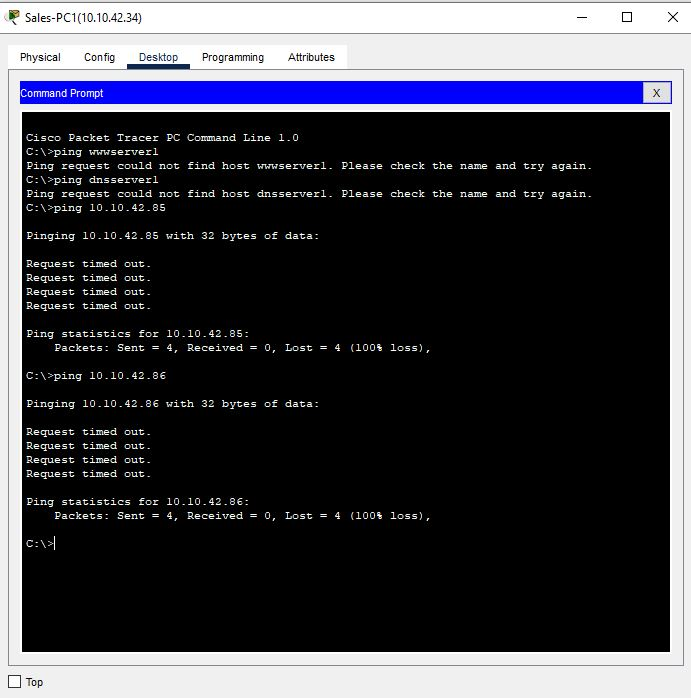 Sales-PC1(10.10.42.34)
Physical Config Desktop Programming Attributes
Command Prompt X
Cisco Packet Tracer PC Command Line 1.0
C:\>ping wwwserver1
Ping request could not find host wwwserver1. Please check the name and try again.
C:\>ping dnsserver1
Ping request could not find host dnsserver1. Please check the name and try again.
C:\>ping 10.10.42.85
Pinging 10.10.42.85 with 32 bytes of data:
Request timed out.
Request timed out.
Request timed out.
Request timed out.
Ping statistics for 10.10.42.85:
Packets: Sent = 4, Received = 0, Lost = 4 (100% loss),
C:\>ping 10.10.42.86
Pinging 10.10.42.86 with 32 bytes of data:
Request timed out.
Request timed out.
Request timed out.
Request timed out.
Ping statistics for 10.10.42.86:
Packets: Sent = 4, Received = 0, Lost = 4 (100% loss),
C:\>
Top